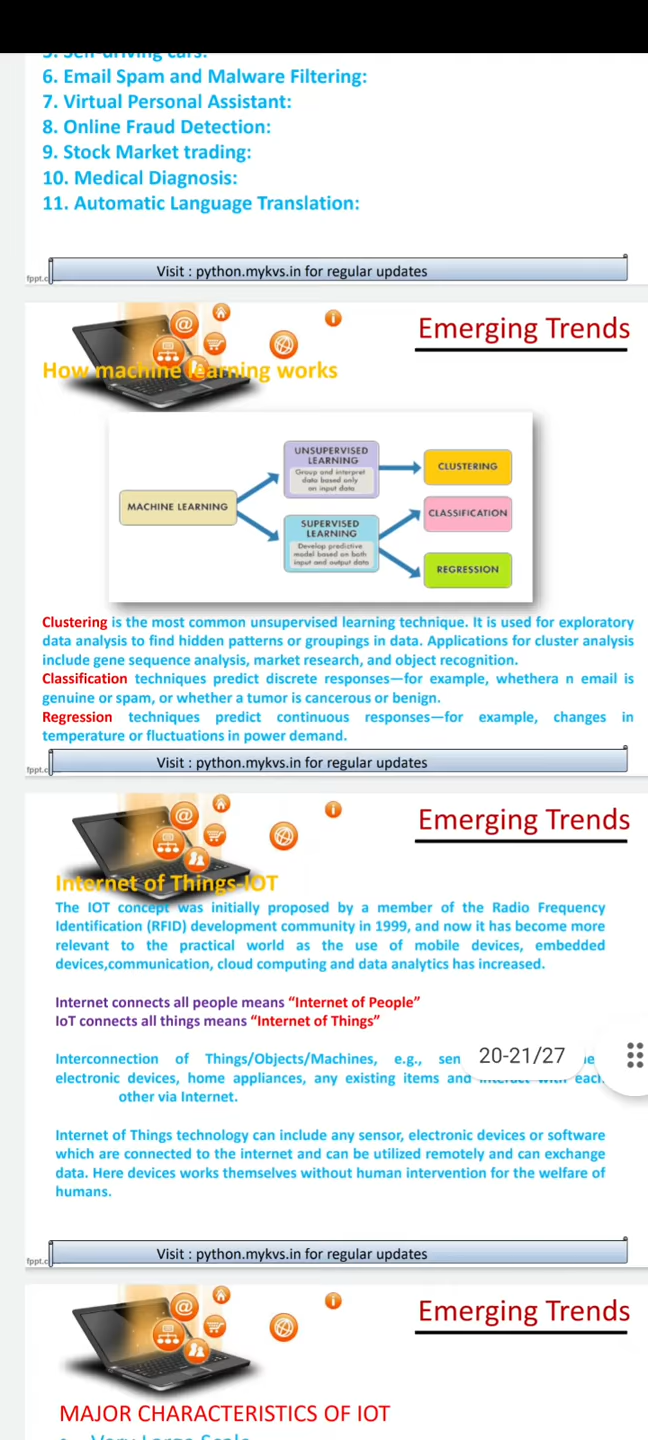 5. Self-driving cars:
6. Email Spam and Malware Filtering:
7. Virtual Personal Assistant:
8. Online Fraud Detection:
9. Stock Market trading:
10. Medical Diagnosis:
11. Automatic Language Translation:
fppt.c
Visit : python.mykvs.in for regular updates
Emerging Trends
How machine learning works
UNSUPERVISED
LEARNING
Group and interpret
data based only
on input data
CLUSTERING
MACHINE LEARNING
SUPERVISED
LEARNING
Develop predictive
model based on both
input and output data
CLASSIFICATION
REGRESSION
Clustering is the most common unsupervised learning technique. It is used for exploratory
data analysis to find hidden patterns or groupings in data. Applications for cluster analysis
include gene sequence analysis, market research, and object recognition.
Classification techniques predict discrete responses—for example, whethera n email is
genuine or spam, or whether a tumor is cancerous or benign.
Regression techniques predict continuous responses—for example, changes in
temperature or fluctuations in power demand.
fppt.c
Visit : python.mykvs.in for regular updates
Emerging Trends
Internet of Things-IOT
The IOT concept was initially proposed by a member of the Radio Frequency
Identification (RFID) development community in 1999, and now it has become more
relevant to the practical world as the use of mobile devices, embedded
devices,communication, cloud computing and data analytics has increased.
Internet connects all people means “Internet of People”
IoT connects all things means “Internet of Things”
Interconnection of Things/Objects/Machines, e.g.,
20-21/27
electronic devices, home appliances, any existing items and interact with each
other via Internet.
Internet of Things technology can include any sensor, electronic devices or software
which are connected to the internet and can be utilized remotely and can exchange
data. Here devices works themselves without human intervention for the welfare of
humans.
fppt.c
Visit : python.mykvs.in for regular updates
Emerging Trends
MAJOR CHARACTERISTICS OF IOT
• Very Large Scale